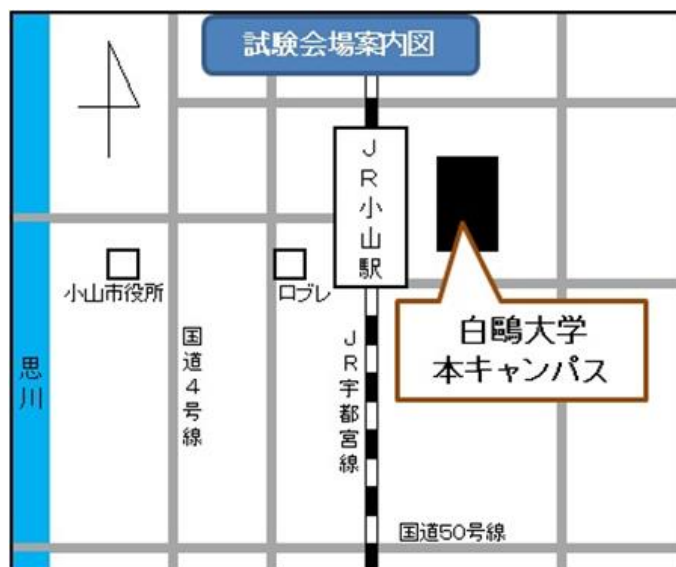 試験会場案内図
JR小山駅
小山市役所
ロブレ
白鷗大学
本キャンパス
国道4号線
JR宇都宮線
思川
国道50号線